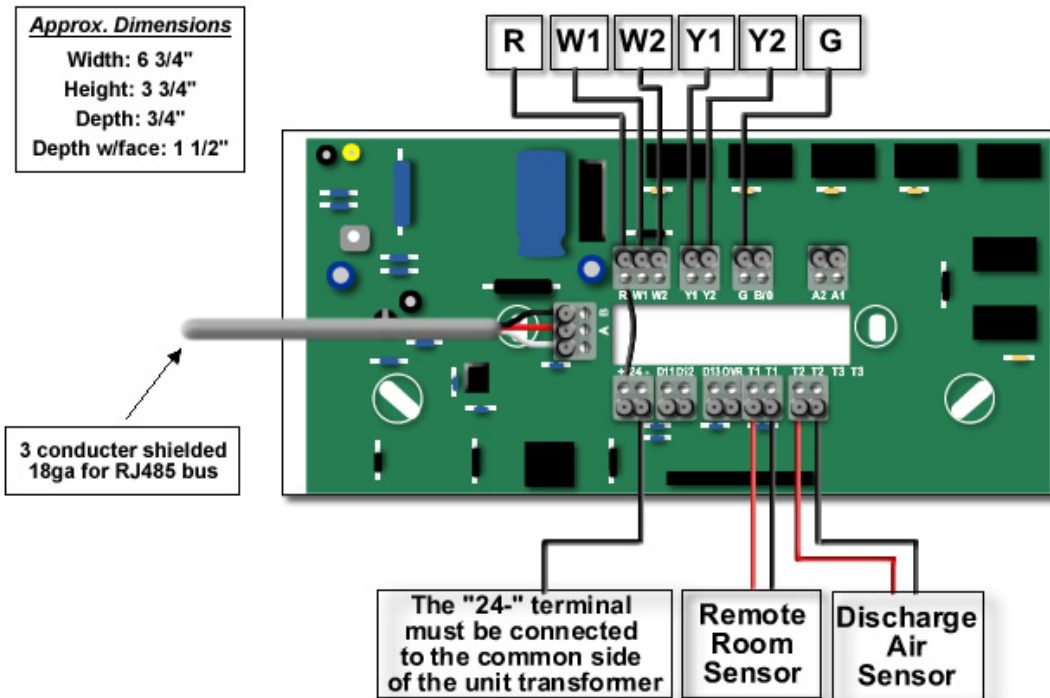 Approx. Dimensions
Width: 6 3/4"
Height: 3 3/4"
Depth: 3/4"
Depth w/face: 1 1/2"
R W1 W2 Y1 Y2 G
R W1 W2 Y1 Y2 G B/0 A2 A1
A B
+ 24 - D11 D12 D13 OVR T1 T1 T2 T2 T3 T3
3 conducter shielded
18ga for RJ485 bus
The "24-" terminal
must be connected
to the common side
of the unit transformer
Remote
Room
Sensor
Discharge
Air
Sensor